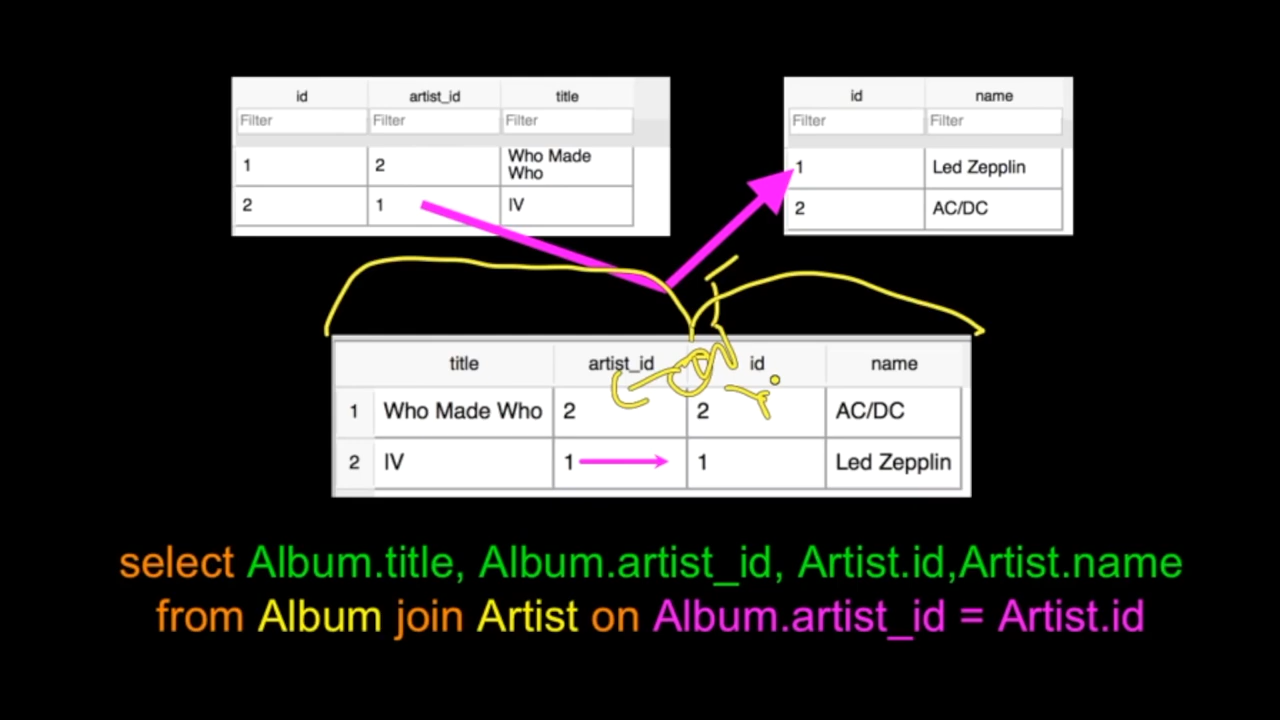 id artist_id title
Filter Filter Filter
1 2 Who Made Who
2 1 IV
id name
Filter Filter
1 Led Zepplin
2 AC/DC
title artist_id id name
1 Who Made Who 2 2 AC/DC
2 IV 1 1 Led Zepplin
select Album.title, Album.artist_id, Artist.id,Artist.name
from Album join Artist on Album.artist_id = Artist.id